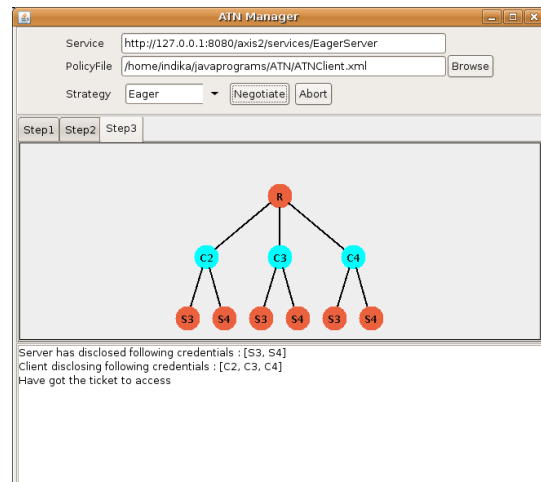 ATN Manager
Service http://127.0.0.1:8080/axis2/services/EagerServer
PolicyFile /home/indika/javaprograms/ATN/ATNClient.xml Browse
Strategy Eager Negotiate Abort
Step1 Step2 Step3
R
C2 C3 C4
S3 S4 S3 S4 S3 S4
Server has disclosed following credentials : [S3, S4]
Client disclosing following credentials : [C2, C3, C4]
Have got the ticket to access